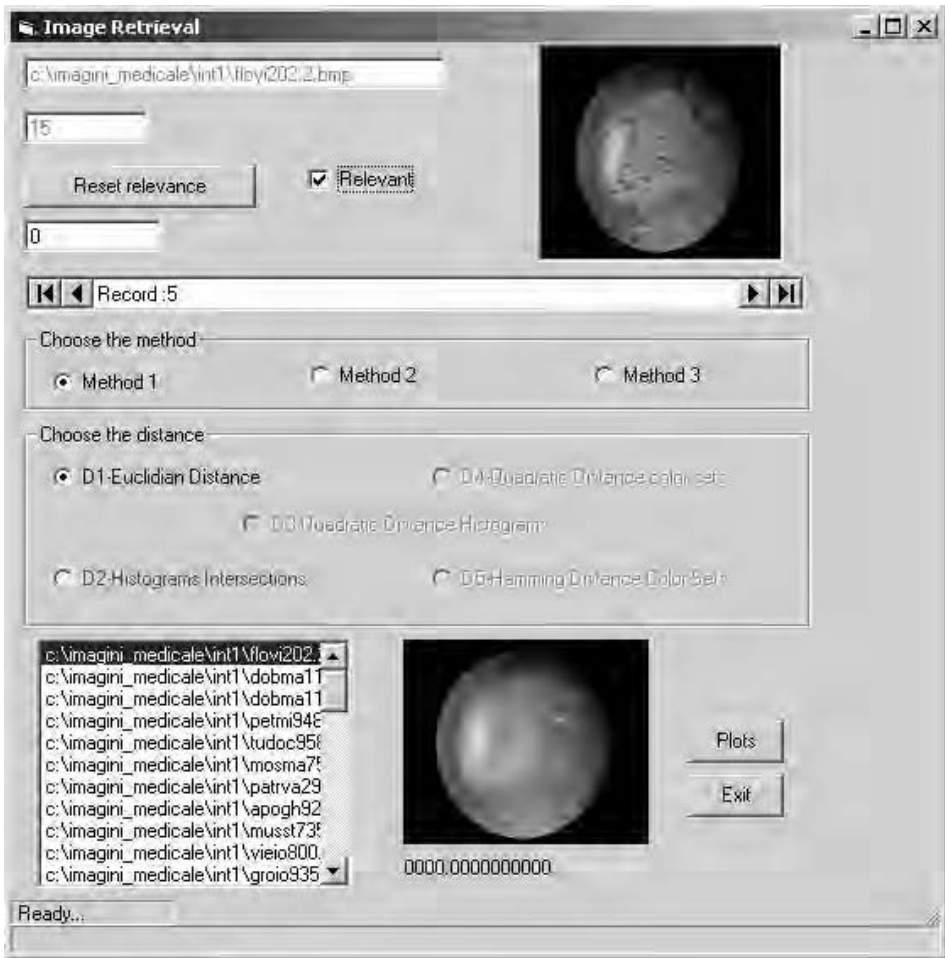 Image Retrieval
c:\imagini_medicale\int1\flovi202.2.bmp
15
Reset relevance
Relevant
0
Record :5
Choose the method
Method 1
Method 2
Method 3
Choose the distance
D1-Euclidian Distance
D4-Quadratic Distance color sets
D3-Quadratic Distance Histograms
D2-Histograms Intersections
D5-Hamming Distance Color Sets
c:\imagini_medicale\int1\flovi202.
c:\imagini_medicale\int1\dobma11
c:\imagini_medicale\int1\dobma11
c:\imagini_medicale\int1\petmi948
c:\imagini_medicale\int1\tudoc958
c:\imagini_medicale\int1\mosma75
c:\imagini_medicale\int1\patrva29
c:\imagini_medicale\int1\apogh92
c:\imagini_medicale\int1\musst735
c:\imagini_medicale\int1\vieio800.
c:\imagini_medicale\int1\groio935
Plots
Exit
0000.0000000000
Ready...